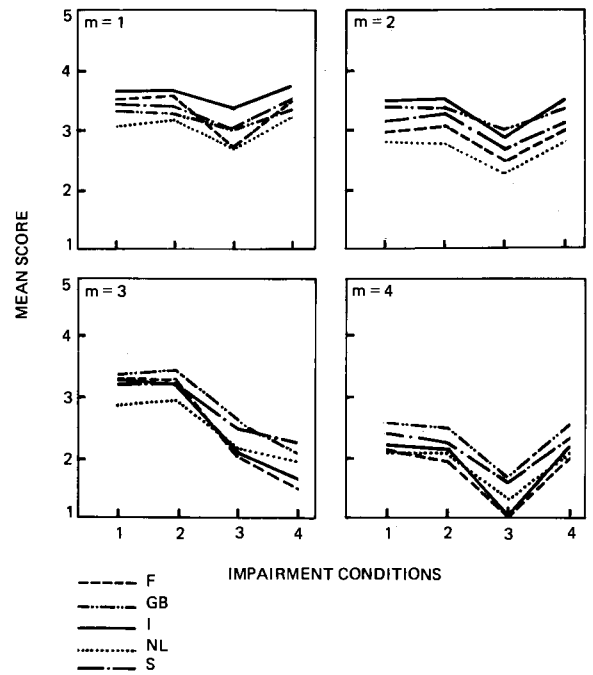 5
m = 1
4
3
2
1
m = 2
MEAN SCORE
5
m = 3
4
3
2
1
m = 4
1 2 3 4
1 2 3 4
IMPAIRMENT CONDITIONS
F
GB
I
NL
S